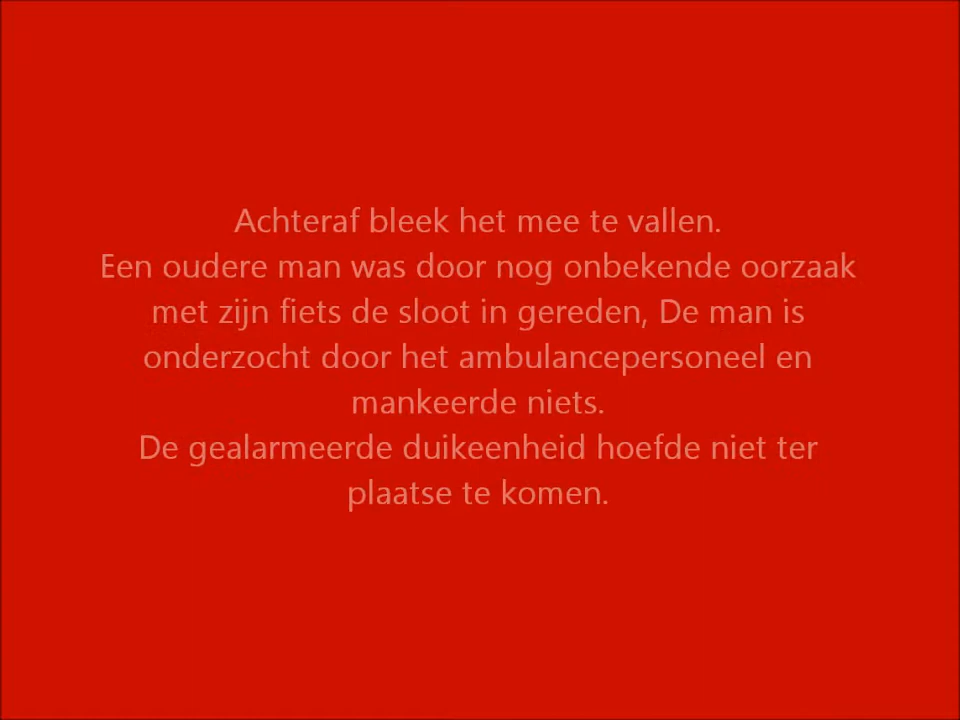 Achteraf bleek het mee te vallen.
Een oudere man was door nog onbekende oorzaak
met zijn fiets de sloot in gereden, De man is
onderzocht door het ambulancepersoneel en
mankeerde niets.
De gealarmeerde duikeenheid hoefde niet ter
plaatse te komen.